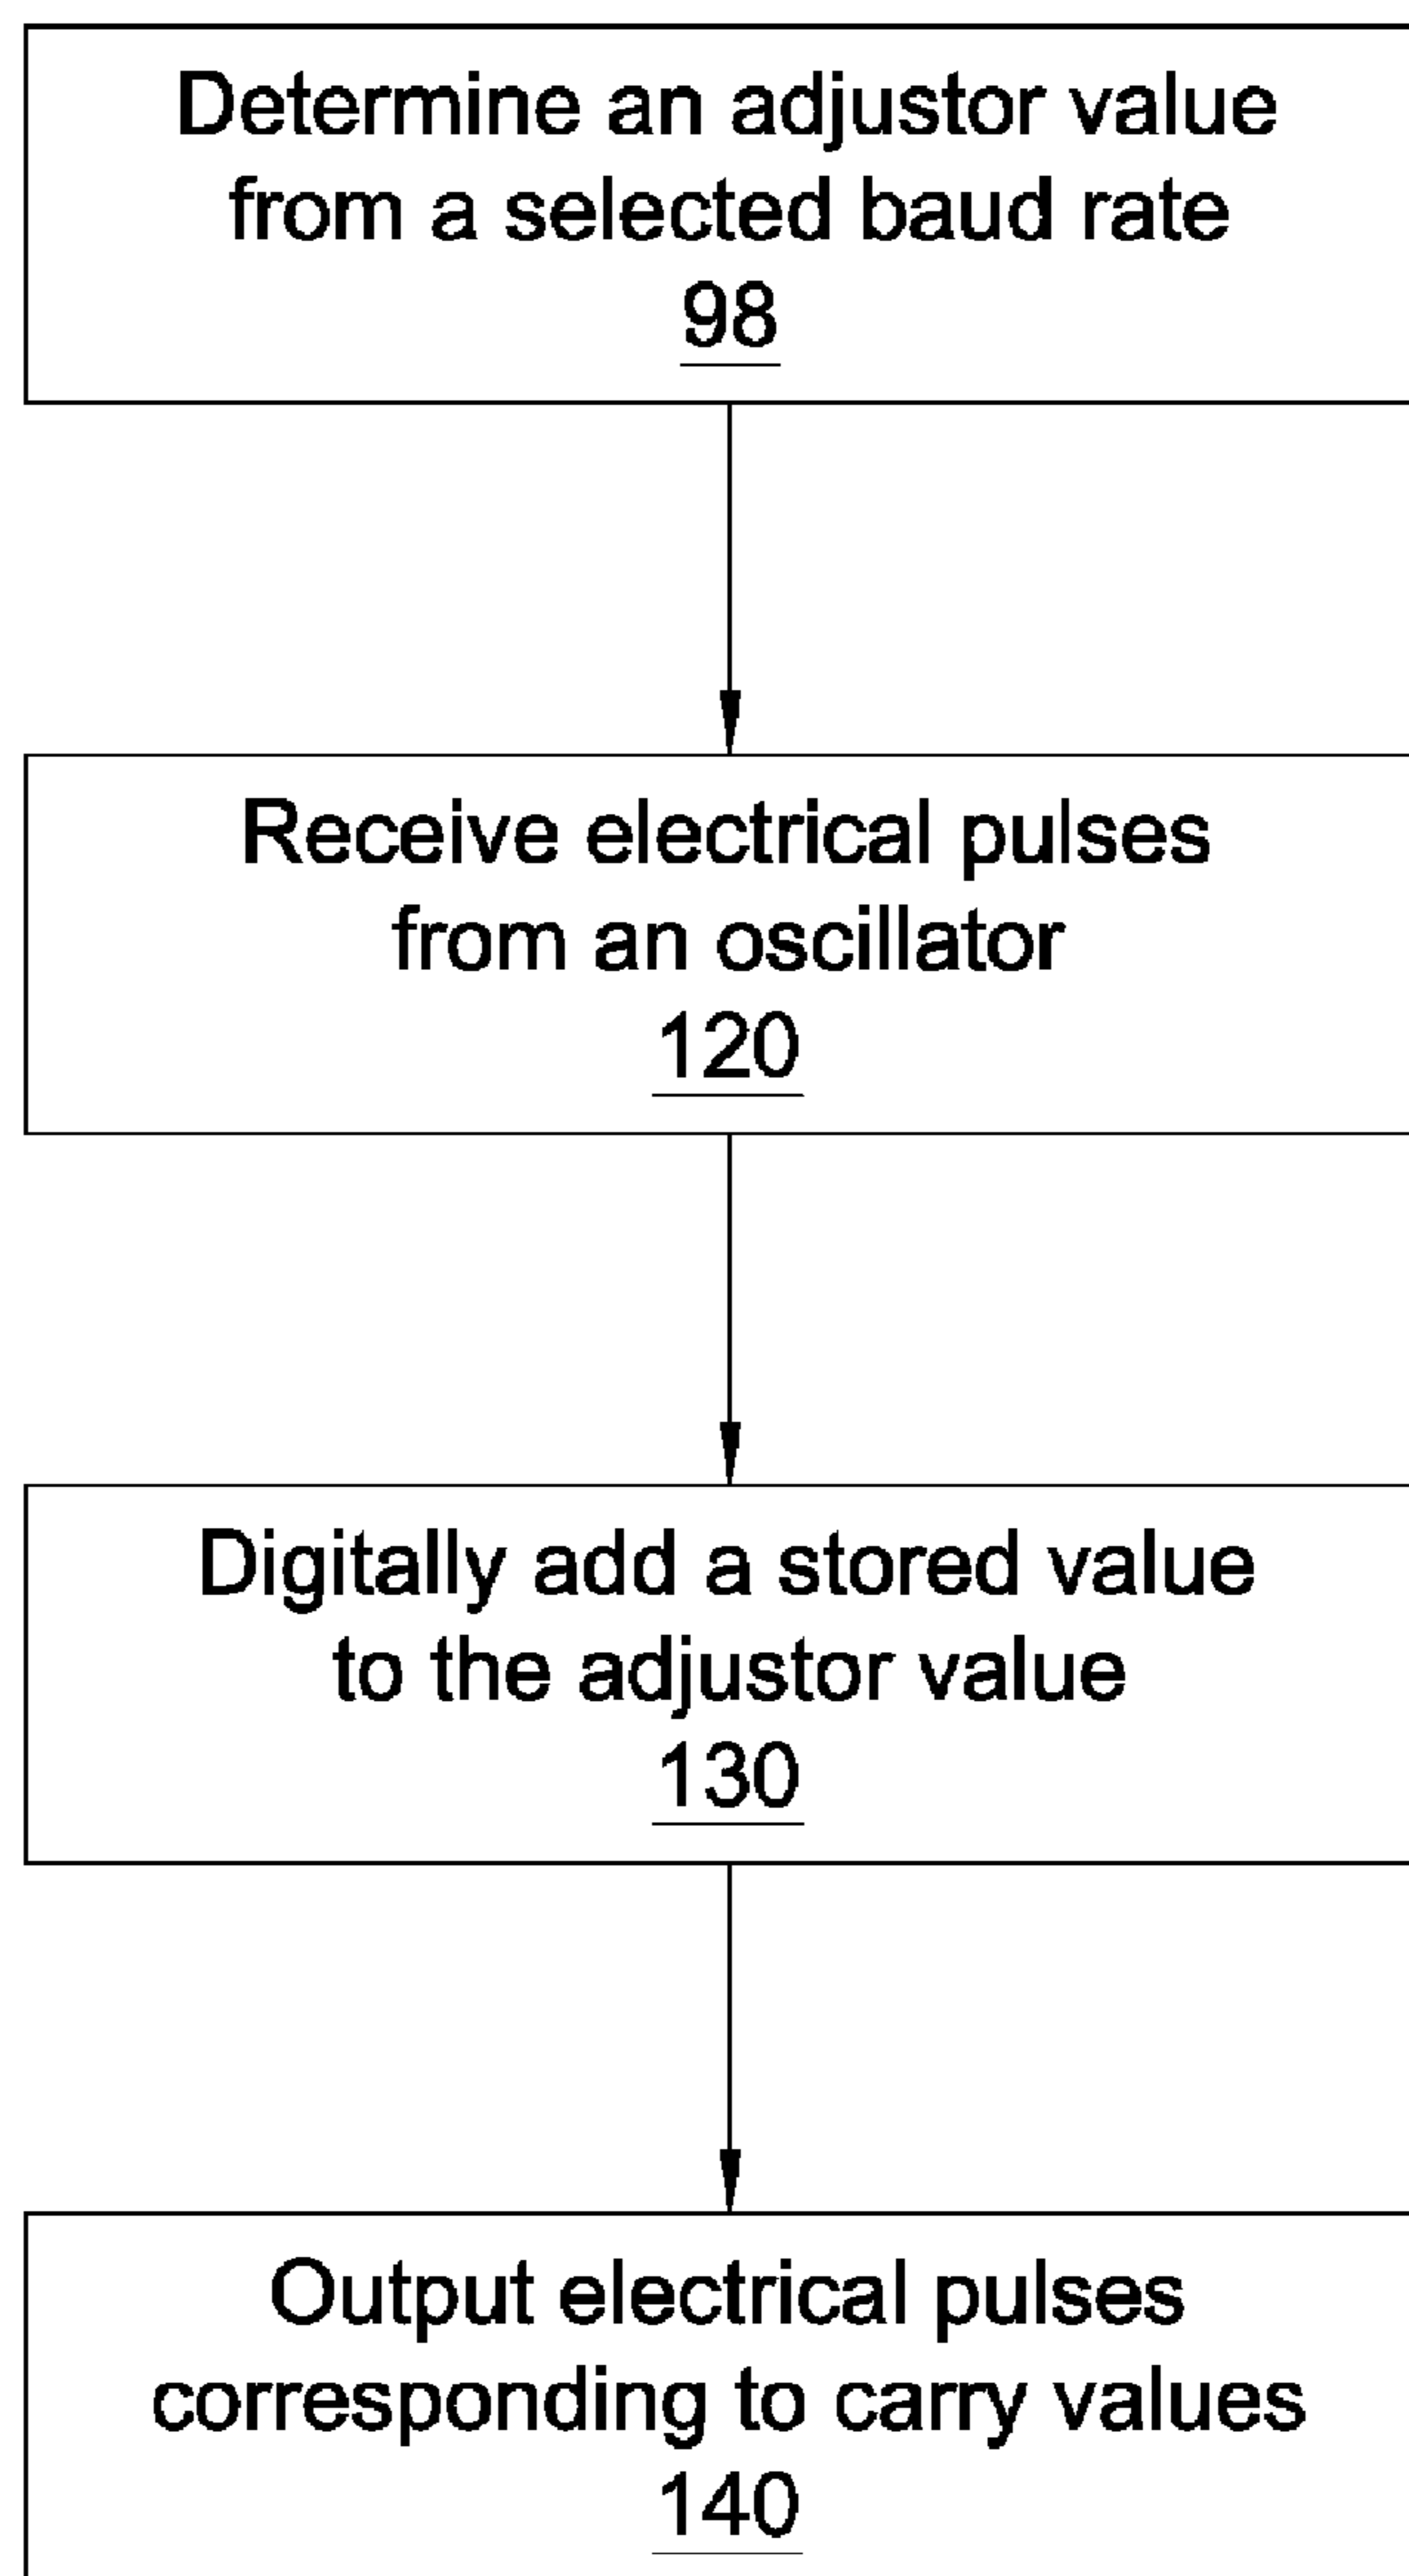 Determine an adjustor value
from a selected baud rate
98
Receive electrical pulses
from an oscillator
120
Digitally add a stored value
to the adjustor value
130
Output electrical pulses
corresponding to carry values
140